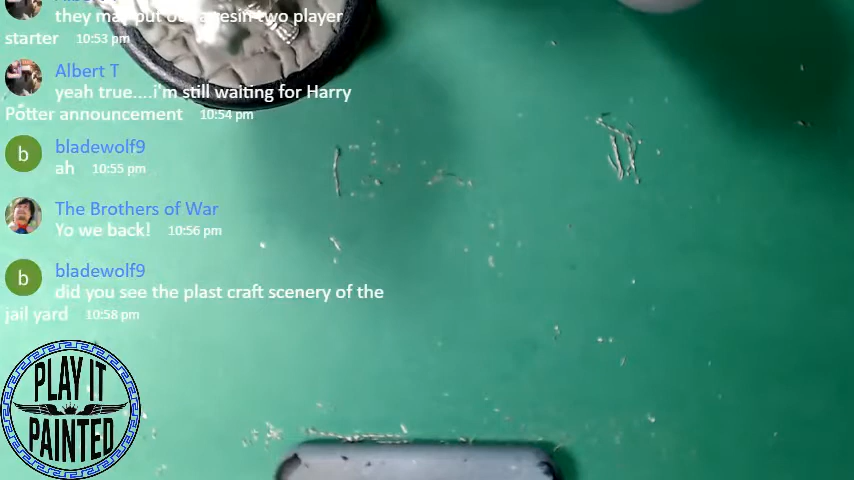 they may put out
two player
starter 10:53 pm
Albert T
yeah true....i'm still waiting for Harry
Potter announcement 10:54 pm
b bladewolf9
ah 10:55 pm
The Brothers of War
Yo we back! 10:56 pm
b bladewolf9
did you see the plast craft scenery of the
jail yard 10:58 pm
PLAY IT
PAINTED